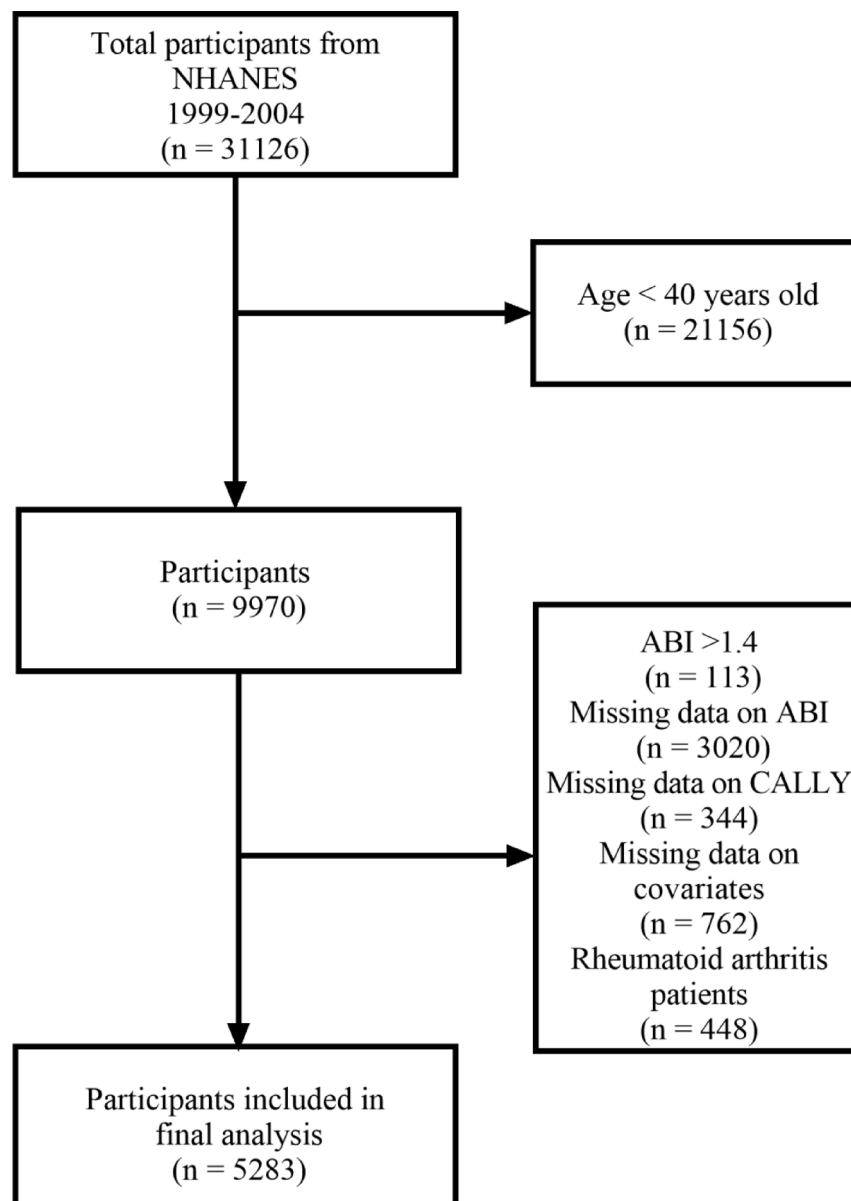 Total participants from
NHANES
1999-2004
(n = 31126)
Age < 40 years old
(n = 21156)
Participants
(n = 9970)
ABI >1.4
(n = 113)
Missing data on ABI
(n = 3020)
Missing data on CALLY
(n = 344)
Missing data on
covariates
(n = 762)
Rheumatoid arthritis
patients
(n = 448)
Participants included in
final analysis
(n = 5283)